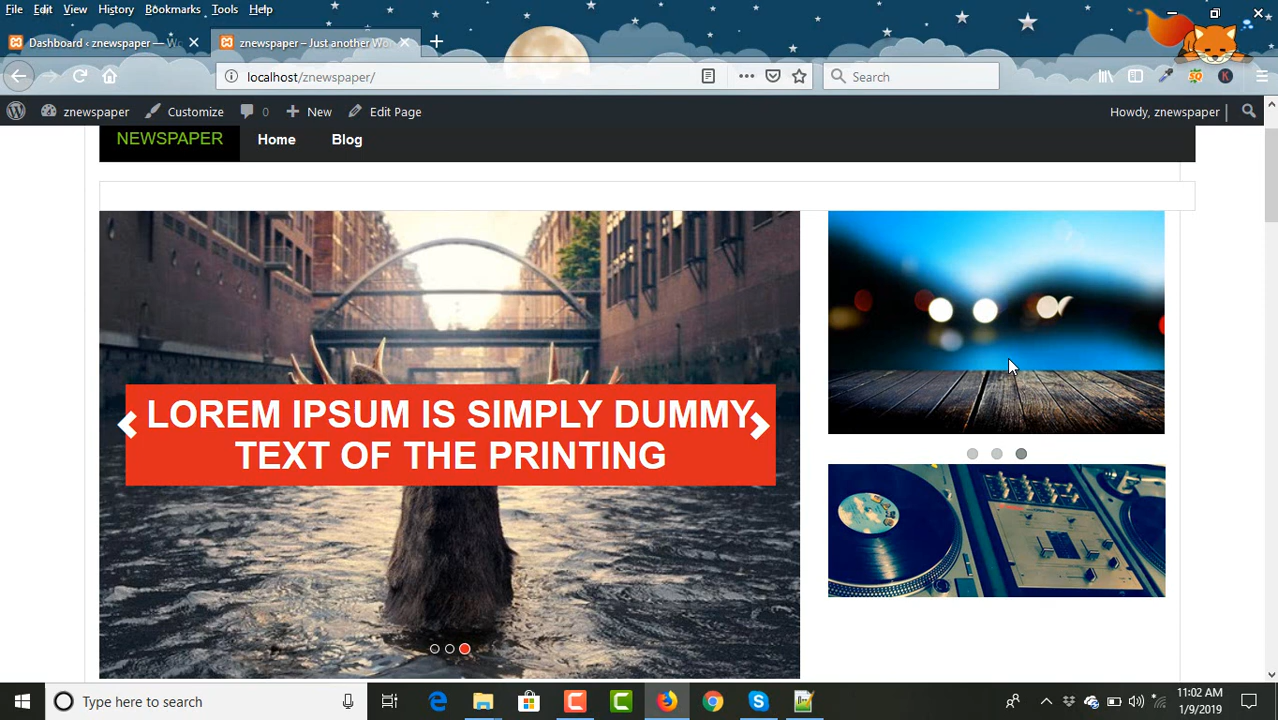 File Edit View History Bookmarks Tools Help
Dashboard ‹ znewspaper — W
znewspaper – Just another Wo
localhost/znewspaper/
Search
znewspaper Customize 0 New Edit Page Howdy, znewspaper
NEWSPAPER Home Blog
LOREM IPSUM IS SIMPLY DUMMY
TEXT OF THE PRINTING
Type here to search
11:02 AM
1/9/2019